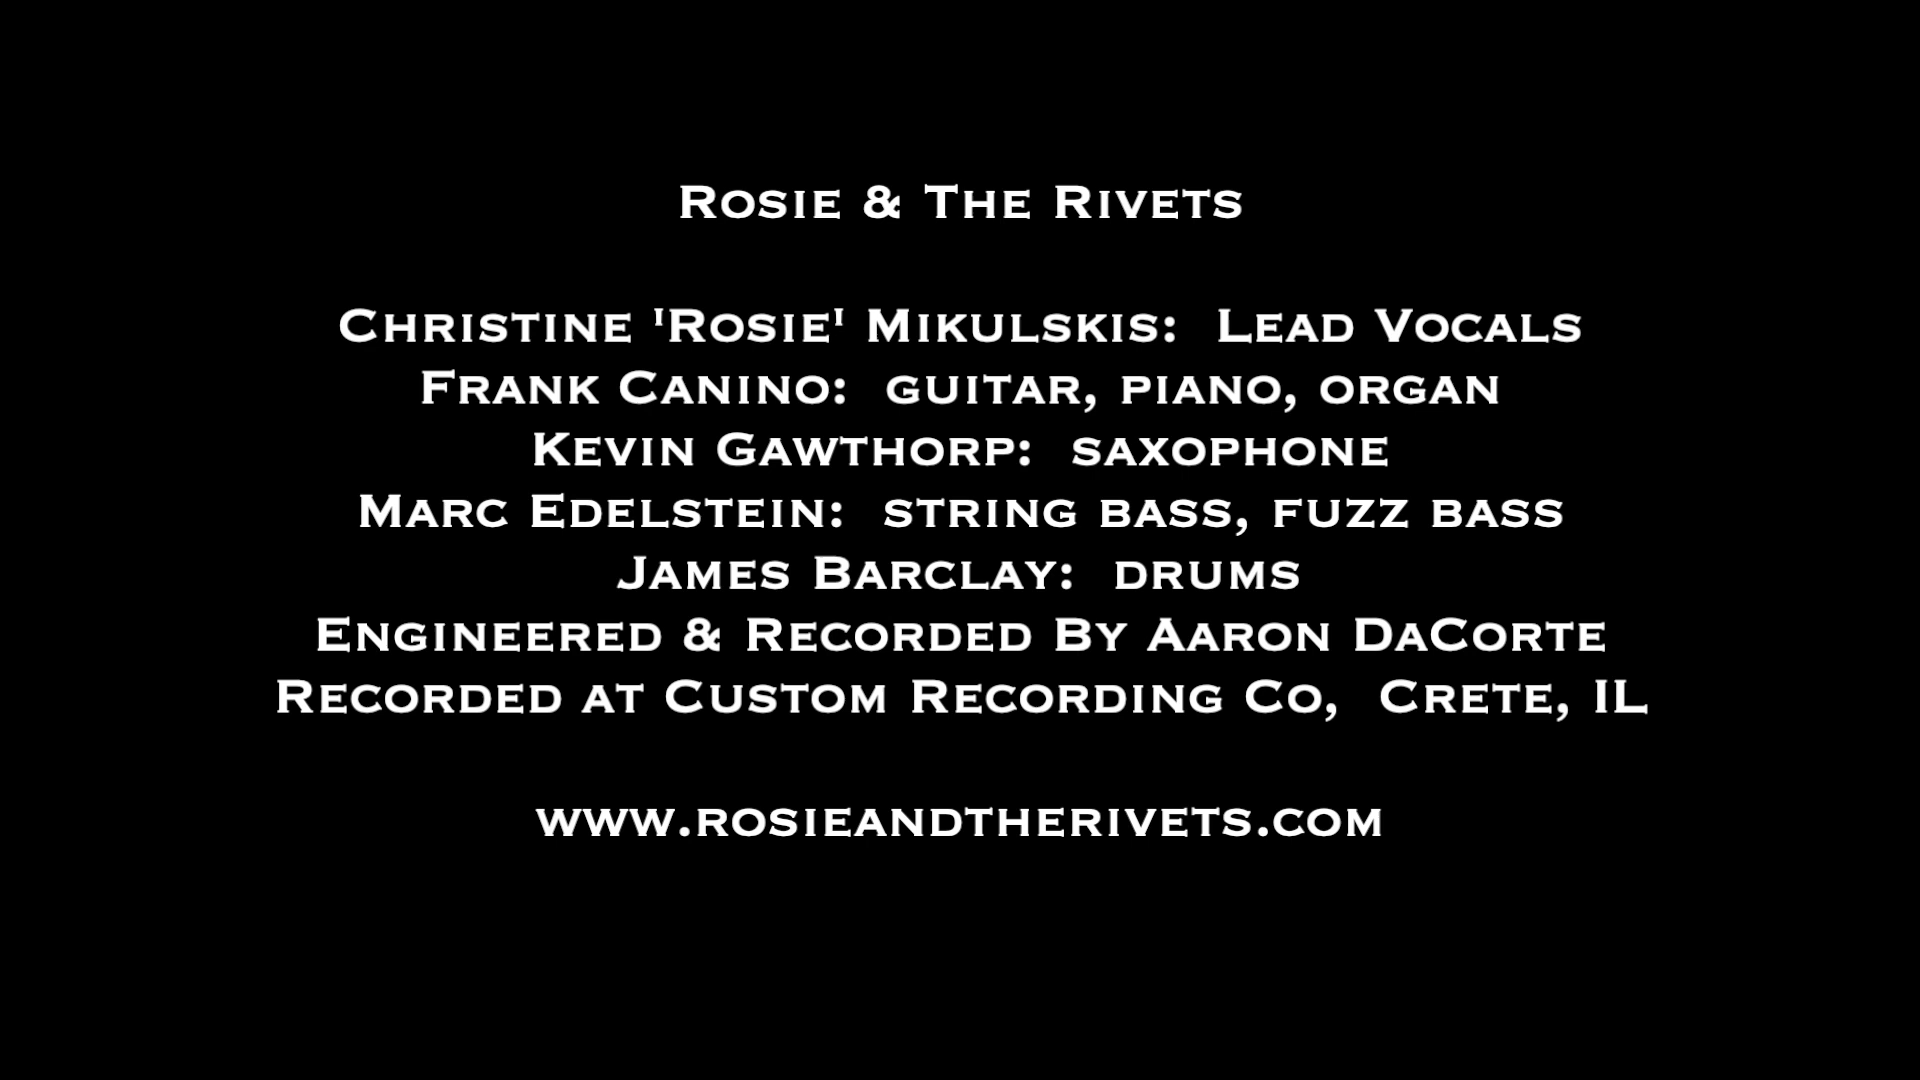 Rosie & The Rivets
Christine 'Rosie' Mikulskis: Lead Vocals
Frank Canino: guitar, piano, organ
Kevin Gawthorp: saxophone
Marc Edelstein: string bass, fuzz bass
James Barclay: drums
Engineered & Recorded By Aaron DaCorte
Recorded at Custom Recording Co, Crete, IL
www.rosieandtherivets.com